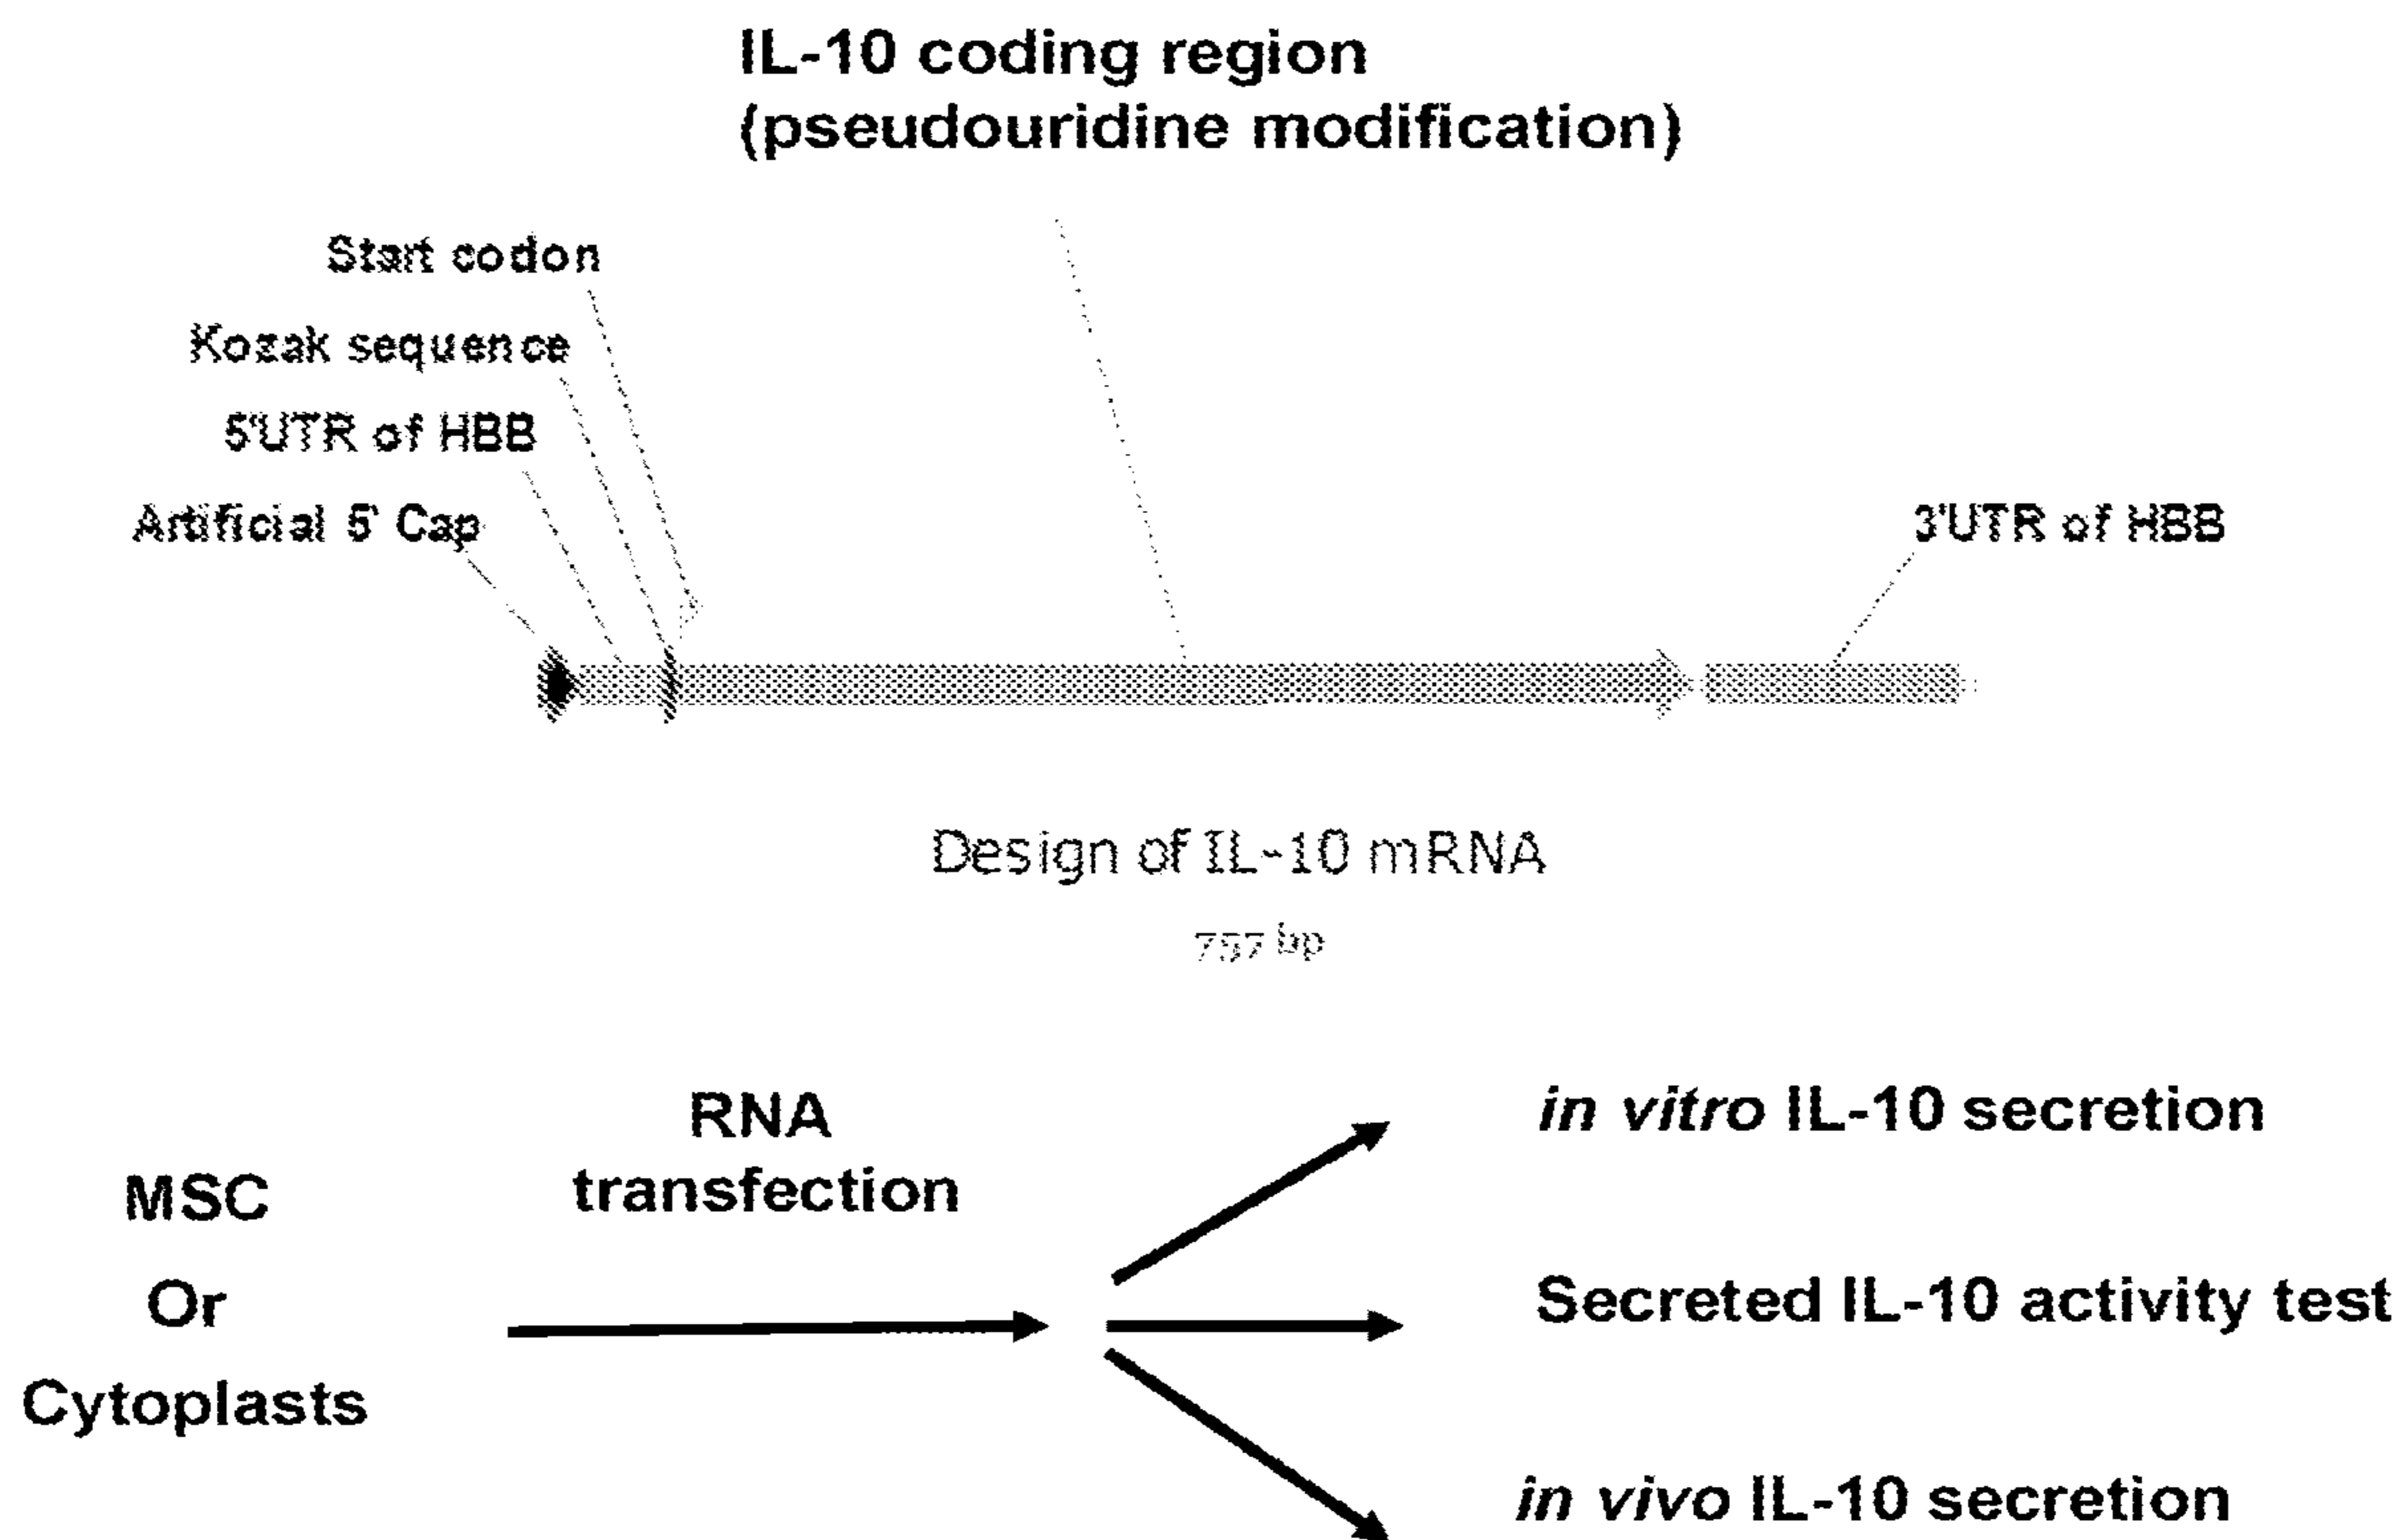 IL-10 coding region
(pseudouridine modification)
Start codon
Kozak sequence
5'UTR of HBB
Artificial 5' Cap
3'UTR of HBB
Design of IL-10 mRNA
757 bp
RNA
transfection
MSC
Or
Cytoplasts
in vitro IL-10 secretion
Secreted IL-10 activity test
in vivo IL-10 secretion